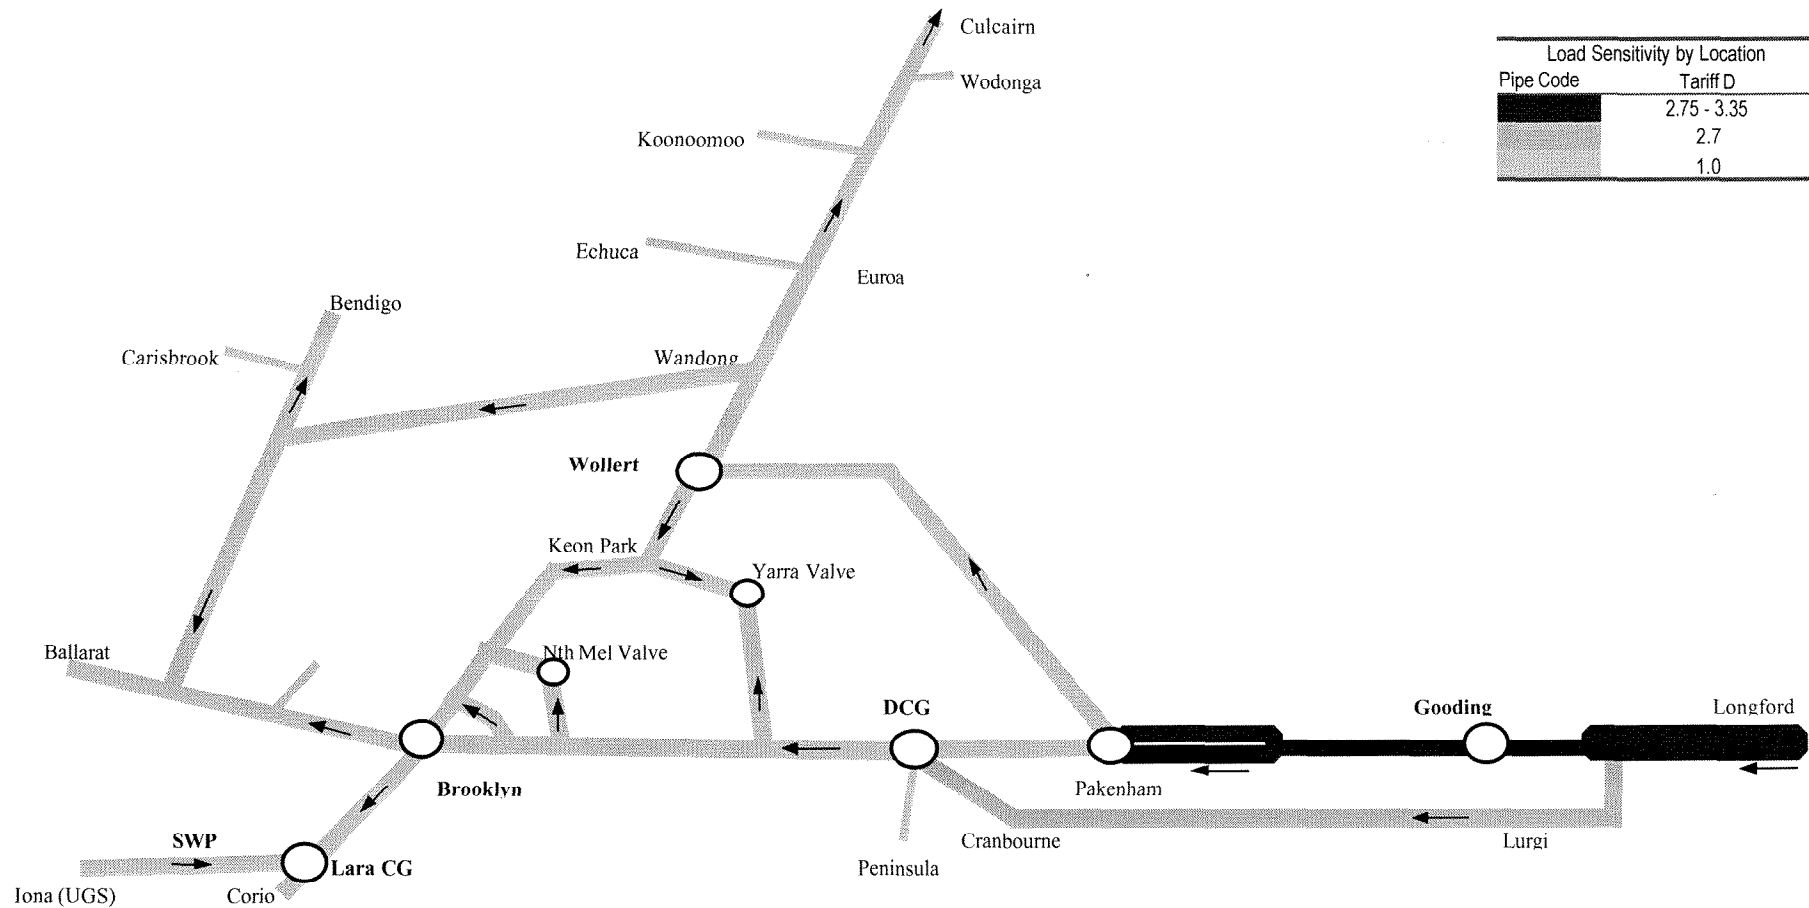 Culcairn
Load Sensitivity by Location
Pipe Code Tariff D
Wodonga
2.75 - 3.35
Koonoomoo
2.7
1.0
Echuca
Euroa
Bendigo
Carisbrook
Wandong
Wollert
Keon Park
Yarra Valve
Ballarat
Nth Mel Valve
DCG
Gooding
Longford
Brooklyn
Pakenham
SWP
Cranbourne
Lurgi
Lara CG
Peninsula
Iona (UGS)
Corio